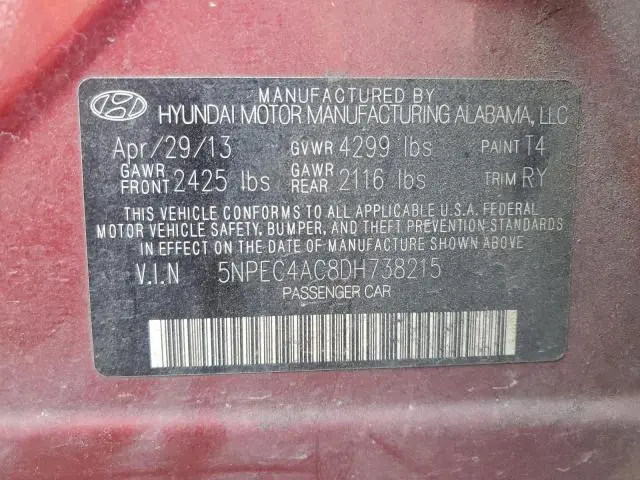 MANUFACTURED BY
HYUNDAI MOTOR MANUFACTURING ALABAMA, LLC
Apr/29/13 GVWR 4299 lbs PAINT T4
GAWR FRONT 2425 lbs GAWR REAR 2116 lbs TRIM RY
THIS VEHICLE CONFORMS TO ALL APPLICABLE U.S.A. FEDERAL
MOTOR VEHICLE SAFETY, BUMPER, AND THEFT PREVENTION STANDARDS
IN EFFECT ON THE DATE OF MANUFACTURE SHOWN ABOVE
V.I.N 5NPEC4AC8DH738215
PASSENGER CAR